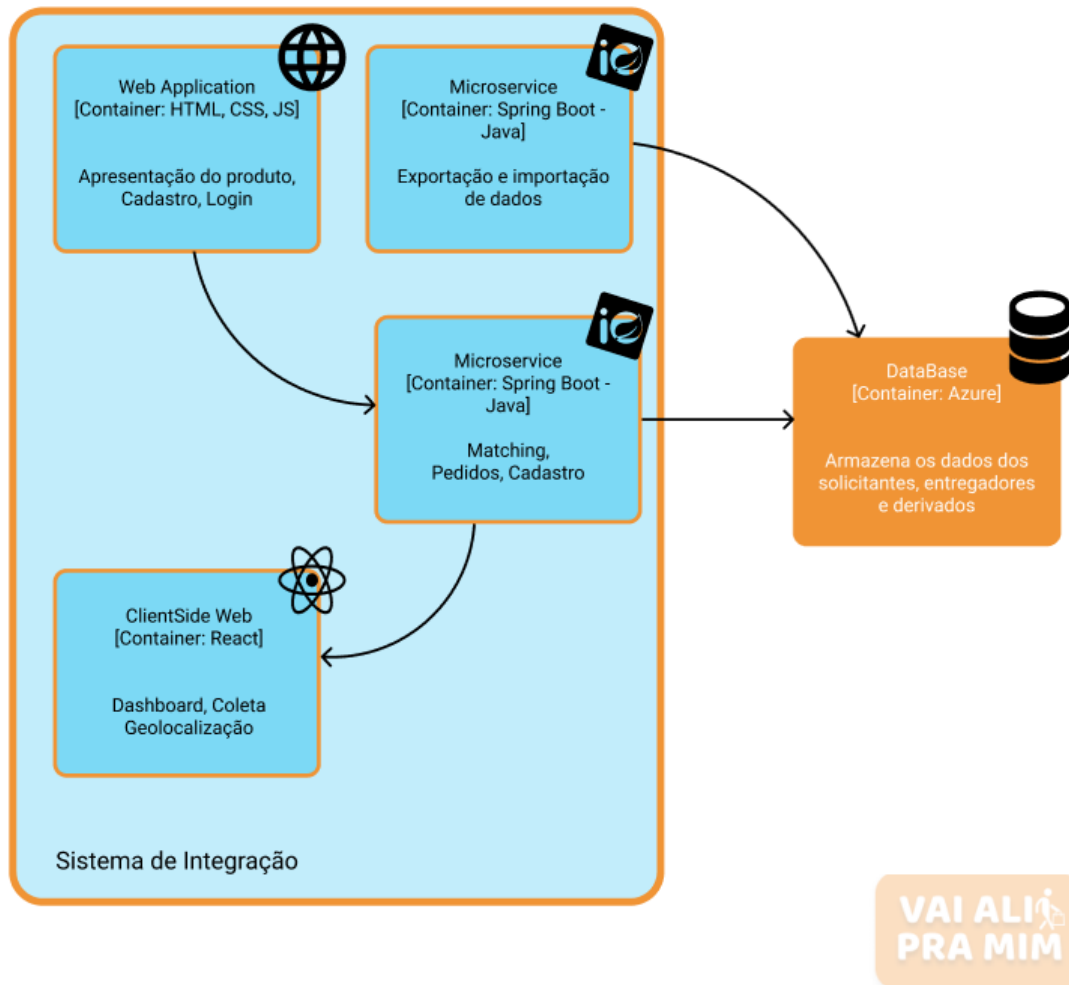 Web Application
[Container: HTML, CSS, JS]
Apresentação do produto,
Cadastro, Login
Microservice
[Container: Spring Boot -
Java]
Exportação e importação
de dados
Microservice
[Container: Spring Boot -
Java]
Matching,
Pedidos, Cadastro
DataBase
[Container: Azure]
Armazena os dados dos
solicitantes, entregadores
e derivados
ClientSide Web
[Container: React]
Dashboard, Coleta
Geolocalização
Sistema de Integração
VAI ALI
PRA MIM